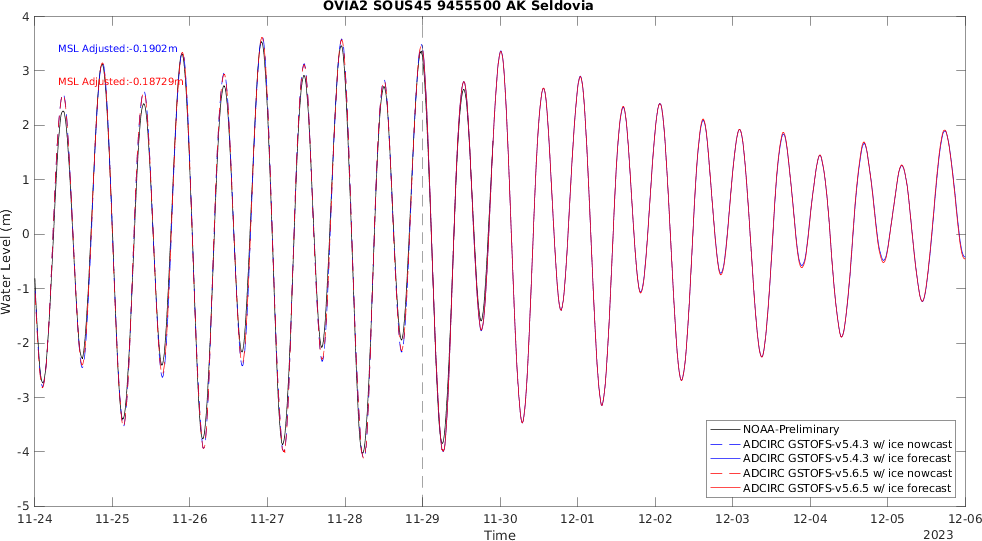 OVIA2 SOUS45 9455500 AK Seldovia
4
3
2
1
0
-1
-2
-3
-4
-5
Water Level (m)
MSL Adjusted:-0.1902m
MSL Adjusted:-0.18729m
NOAA-Preliminary
ADCIRC GSTOFS-v5.4.3 w/ ice nowcast
ADCIRC GSTOFS-v5.4.3 w/ ice forecast
ADCIRC GSTOFS-v5.6.5 w/ ice nowcast
ADCIRC GSTOFS-v5.6.5 w/ ice forecast
11-24 11-25 11-26 11-27 11-28 11-29 11-30 12-01 12-02 12-03 12-04 12-05 12-06
Time
2023